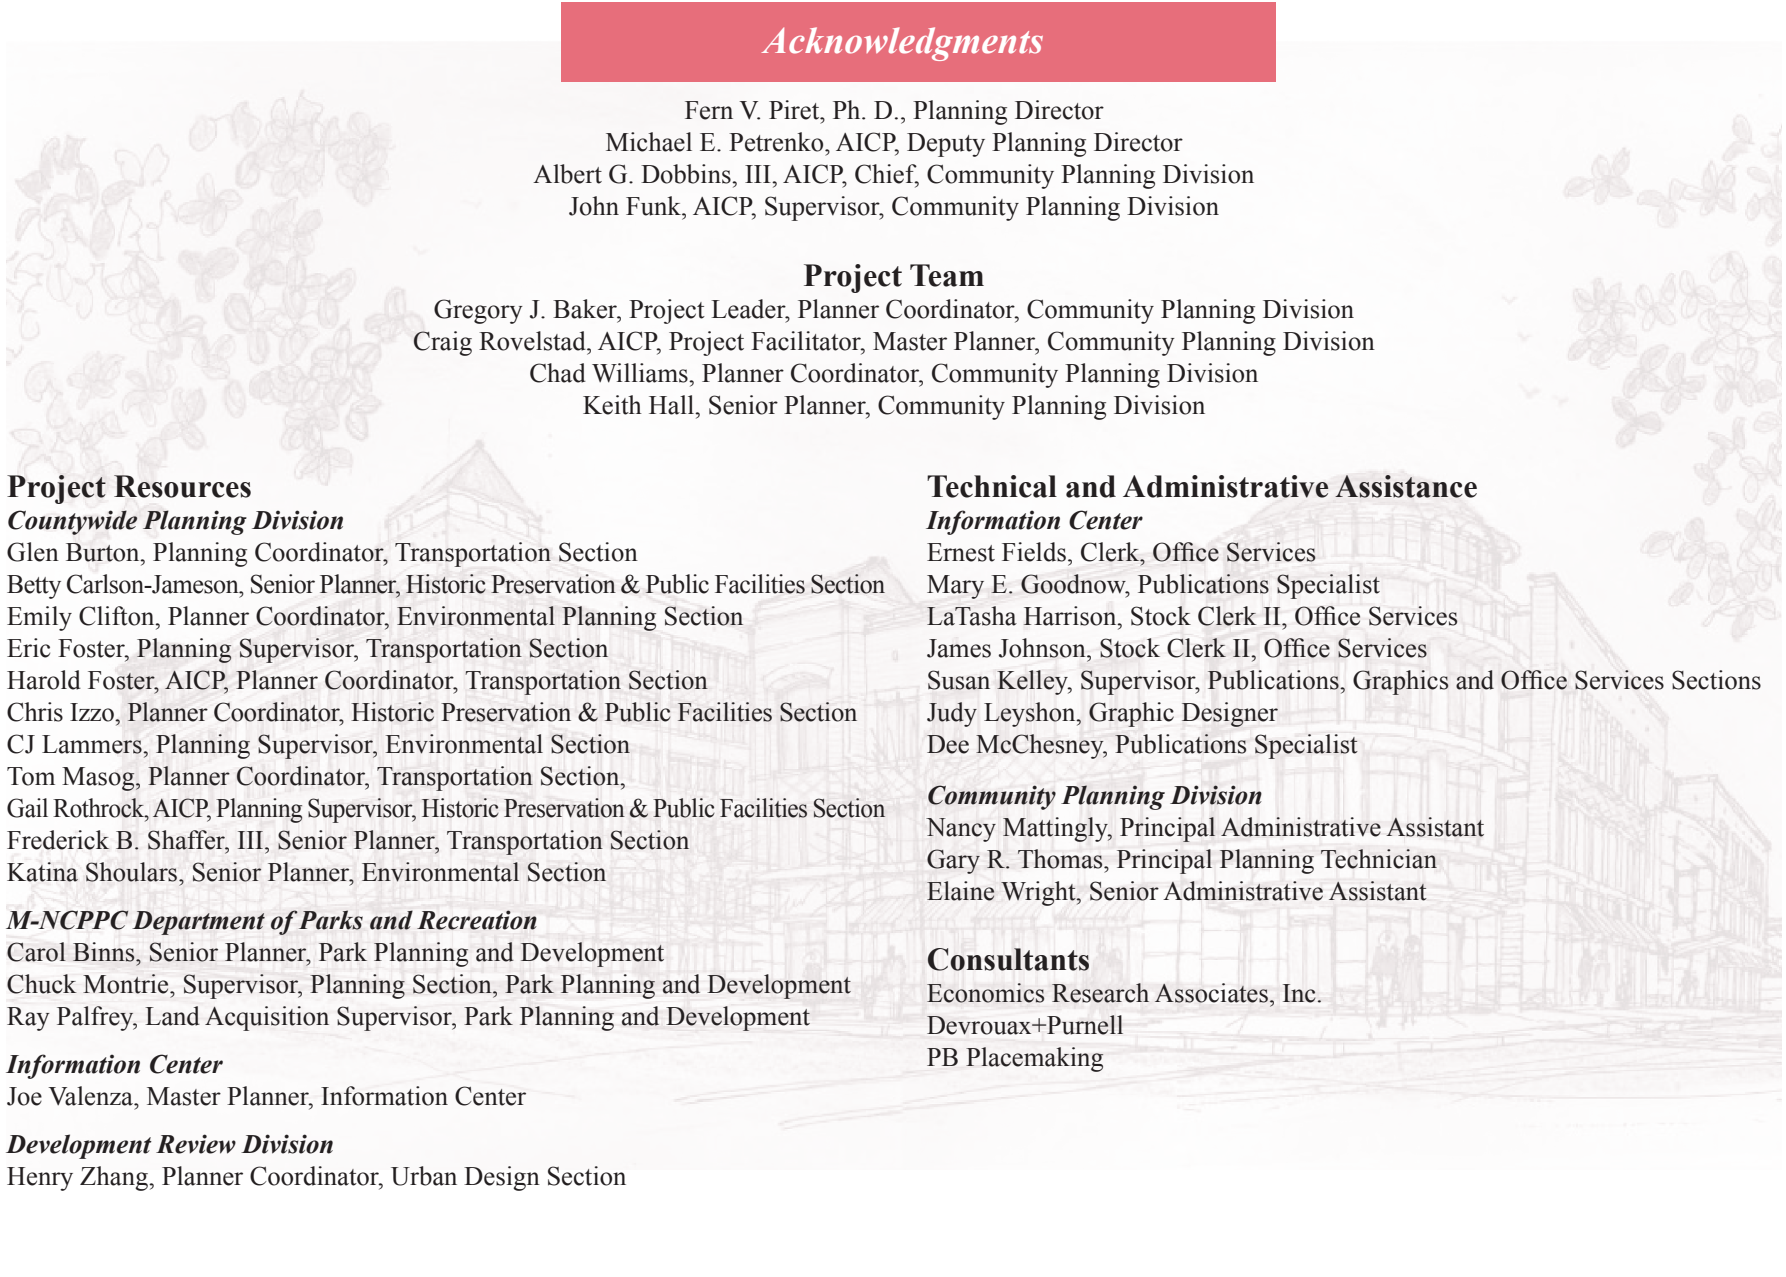 Acknowledgments
Fern V. Piret, Ph. D., Planning Director
Michael E. Petrenko, AICP, Deputy Planning Director
Albert G. Dobbins, III, AICP, Chief, Community Planning Division
John Funk, AICP, Supervisor, Community Planning Division
Project Team
Gregory J. Baker, Project Leader, Planner Coordinator, Community Planning Division
Craig Rovelstad, AICP, Project Facilitator, Master Planner, Community Planning Division
Chad Williams, Planner Coordinator, Community Planning Division
Keith Hall, Senior Planner, Community Planning Division
Project Resources
Countywide Planning Division
Glen Burton, Planning Coordinator, Transportation Section
Betty Carlson-Jameson, Senior Planner, Historic Preservation & Public Facilities Section
Emily Clifton, Planner Coordinator, Environmental Planning Section
Eric Foster, Planning Supervisor, Transportation Section
Harold Foster, AICP, Planner Coordinator, Transportation Section
Chris Izzo, Planner Coordinator, Historic Preservation & Public Facilities Section
CJ Lammers, Planning Supervisor, Environmental Section
Tom Masog, Planner Coordinator, Transportation Section,
Gail Rothrock, AICP, Planning Supervisor, Historic Preservation & Public Facilities Section
Frederick B. Shaffer, III, Senior Planner, Transportation Section
Katina Shoulars, Senior Planner, Environmental Section
M-NCPPC Department of Parks and Recreation
Carol Binns, Senior Planner, Park Planning and Development
Chuck Montrie, Supervisor, Planning Section, Park Planning and Development
Ray Palfrey, Land Acquisition Supervisor, Park Planning and Development
Information Center
Joe Valenza, Master Planner, Information Center
Development Review Division
Henry Zhang, Planner Coordinator, Urban Design Section
Technical and Administrative Assistance
Information Center
Ernest Fields, Clerk, Office Services
Mary E. Goodnow, Publications Specialist
LaTasha Harrison, Stock Clerk II, Office Services
James Johnson, Stock Clerk II, Office Services
Susan Kelley, Supervisor, Publications, Graphics and Office Services Sections
Judy Leyshon, Graphic Designer
Dee McChesney, Publications Specialist
Community Planning Division
Nancy Mattingly, Principal Administrative Assistant
Gary R. Thomas, Principal Planning Technician
Elaine Wright, Senior Administrative Assistant
Consultants
Economics Research Associates, Inc.
Devrouax+Purnell
PB Placemaking